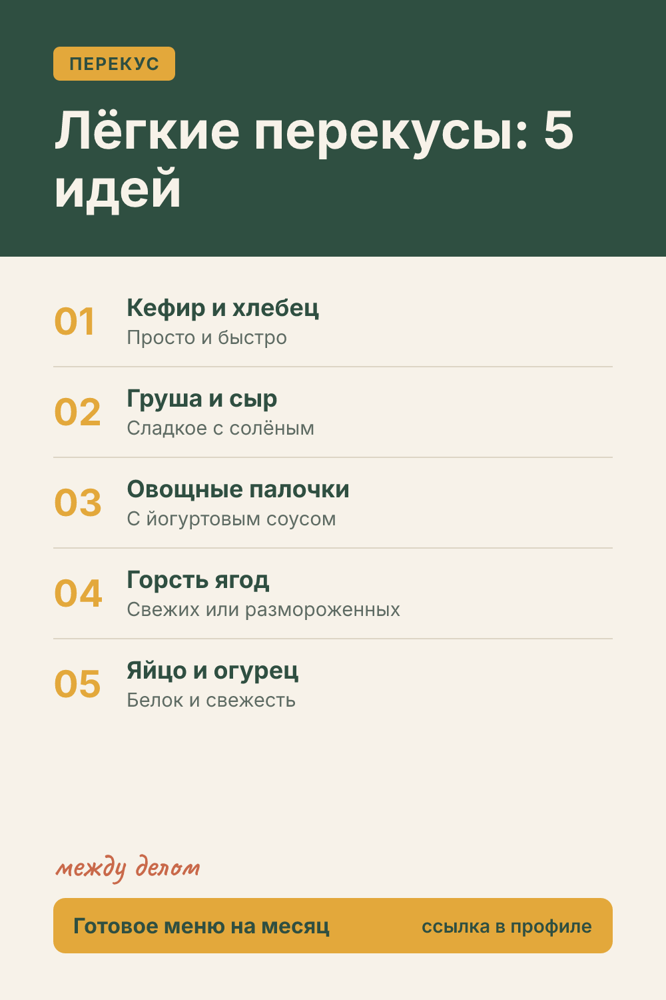 ПЕРЕКУС
Лёгкие перекусы: 5
идей
01
Кефир и хлебец
Просто и быстро
02
Груша и сыр
Сладкое с солёным
03
Овощные палочки
С йогуртовым соусом
04
Горсть ягод
Свежих или размороженных
05
Яйцо и огурец
Белок и свежесть
между делом
Готовое меню на месяц
ссылка в профиле